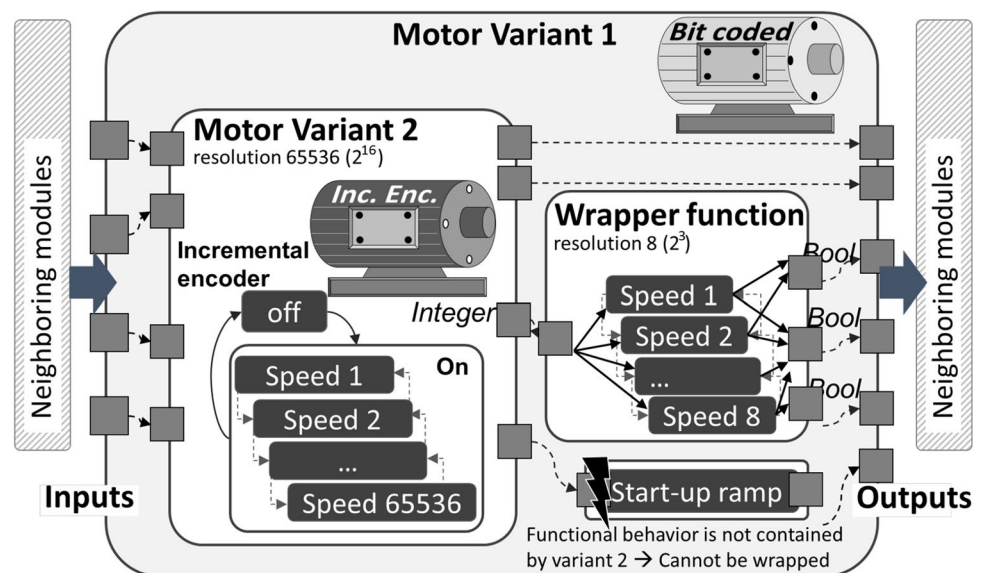 Motor Variant 1
Bit coded
Neighboring modules
Motor Variant 2
resolution 65536 (2¹⁶)
Inc. Enc.
Incremental
encoder
off
On
Speed 1
Speed 2
...
Speed 65536
Integer
Wrapper function
resolution 8 (2³)
Speed 1
Speed 2
...
Speed 8
Bool
Bool
Bool
Start-up ramp
Functional behavior is not contained
by variant 2 → Cannot be wrapped
Inputs
Outputs
Neighboring modules